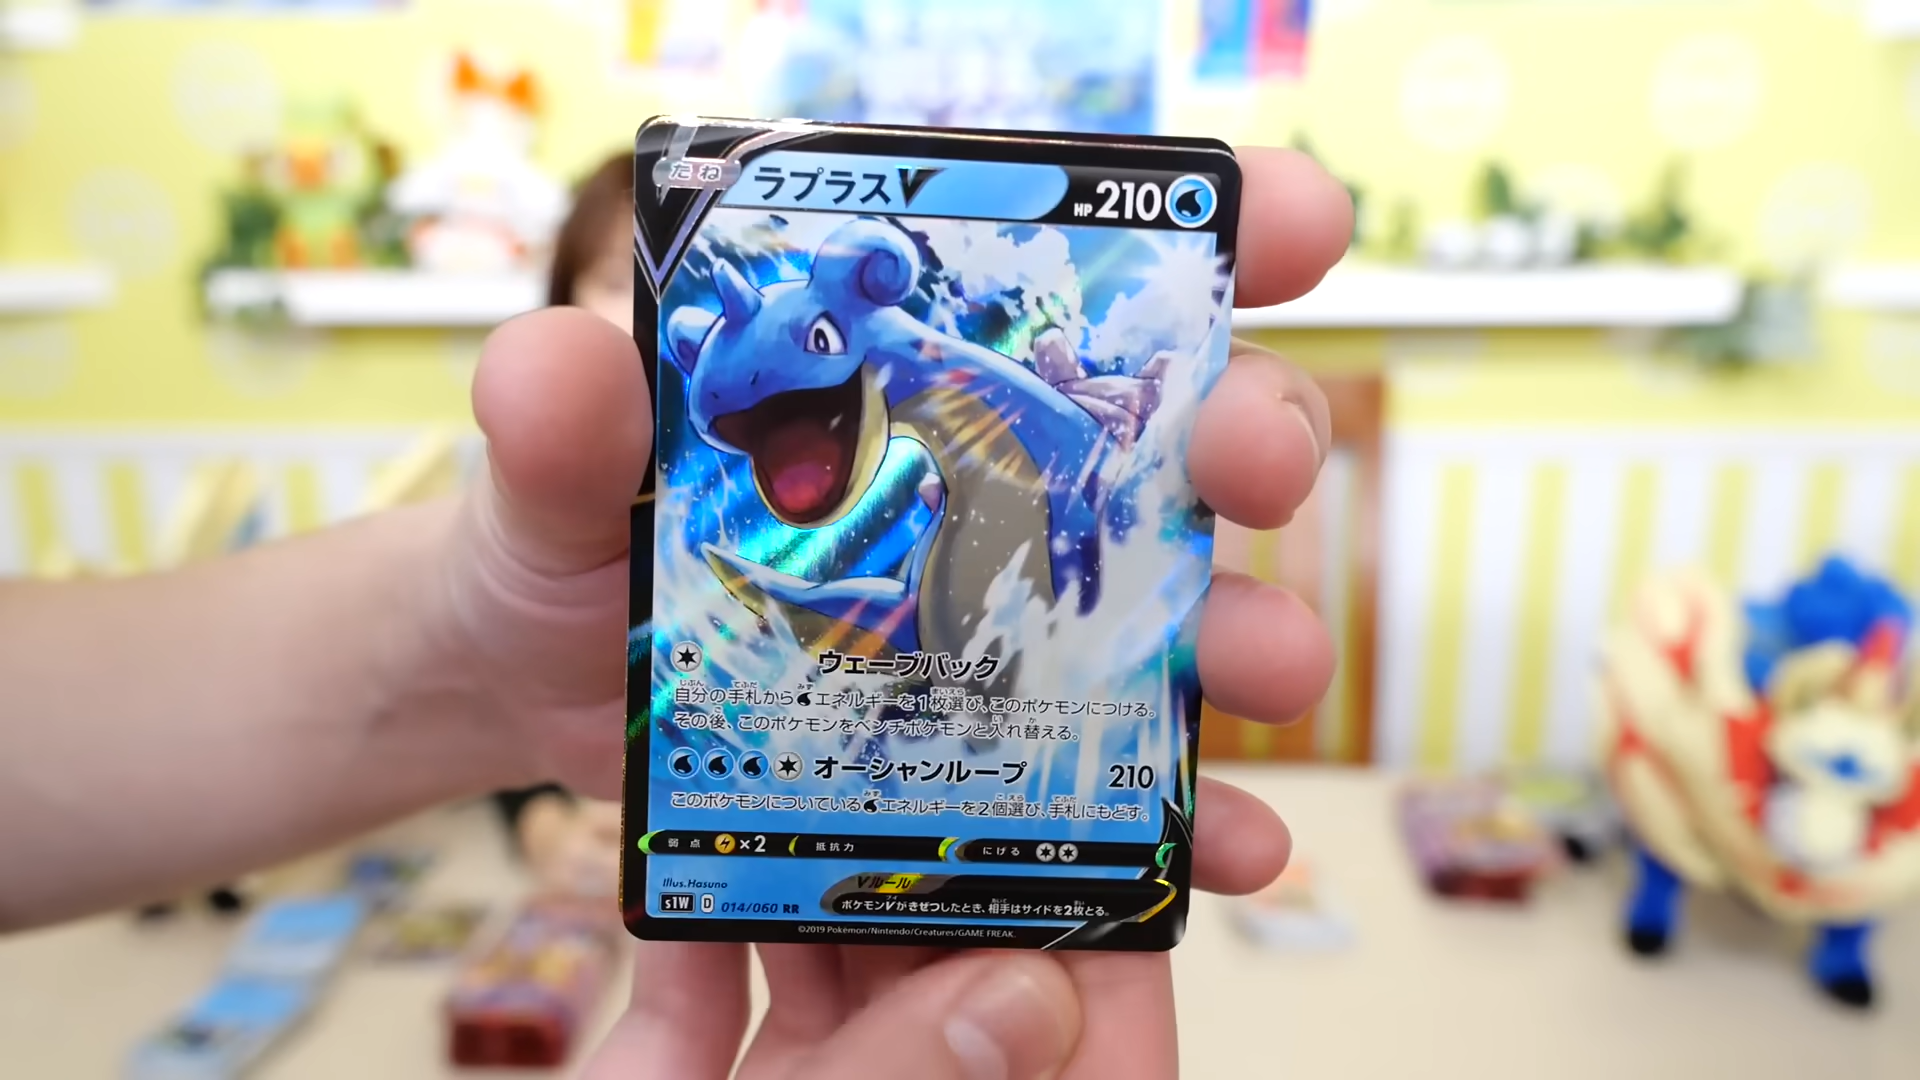 たね ラプラスV HP210
ウェーブバック
自分の手札からエネルギーを1枚選び、このポケモンにつける。
その後、このポケモンをベンチポケモンと入れ替える。
オーシャンループ 210
このポケモンについているエネルギーを2個選び、手札にもどす。
弱点 ×2 抵抗力 にげる
Illus.Hasuno
Vルール
s1W D 014/060 RR
ポケモンVがきぜつしたとき、相手はサイドを2枚とる。
©2019 Pokémon/Nintendo/Creatures/GAME FREAK.